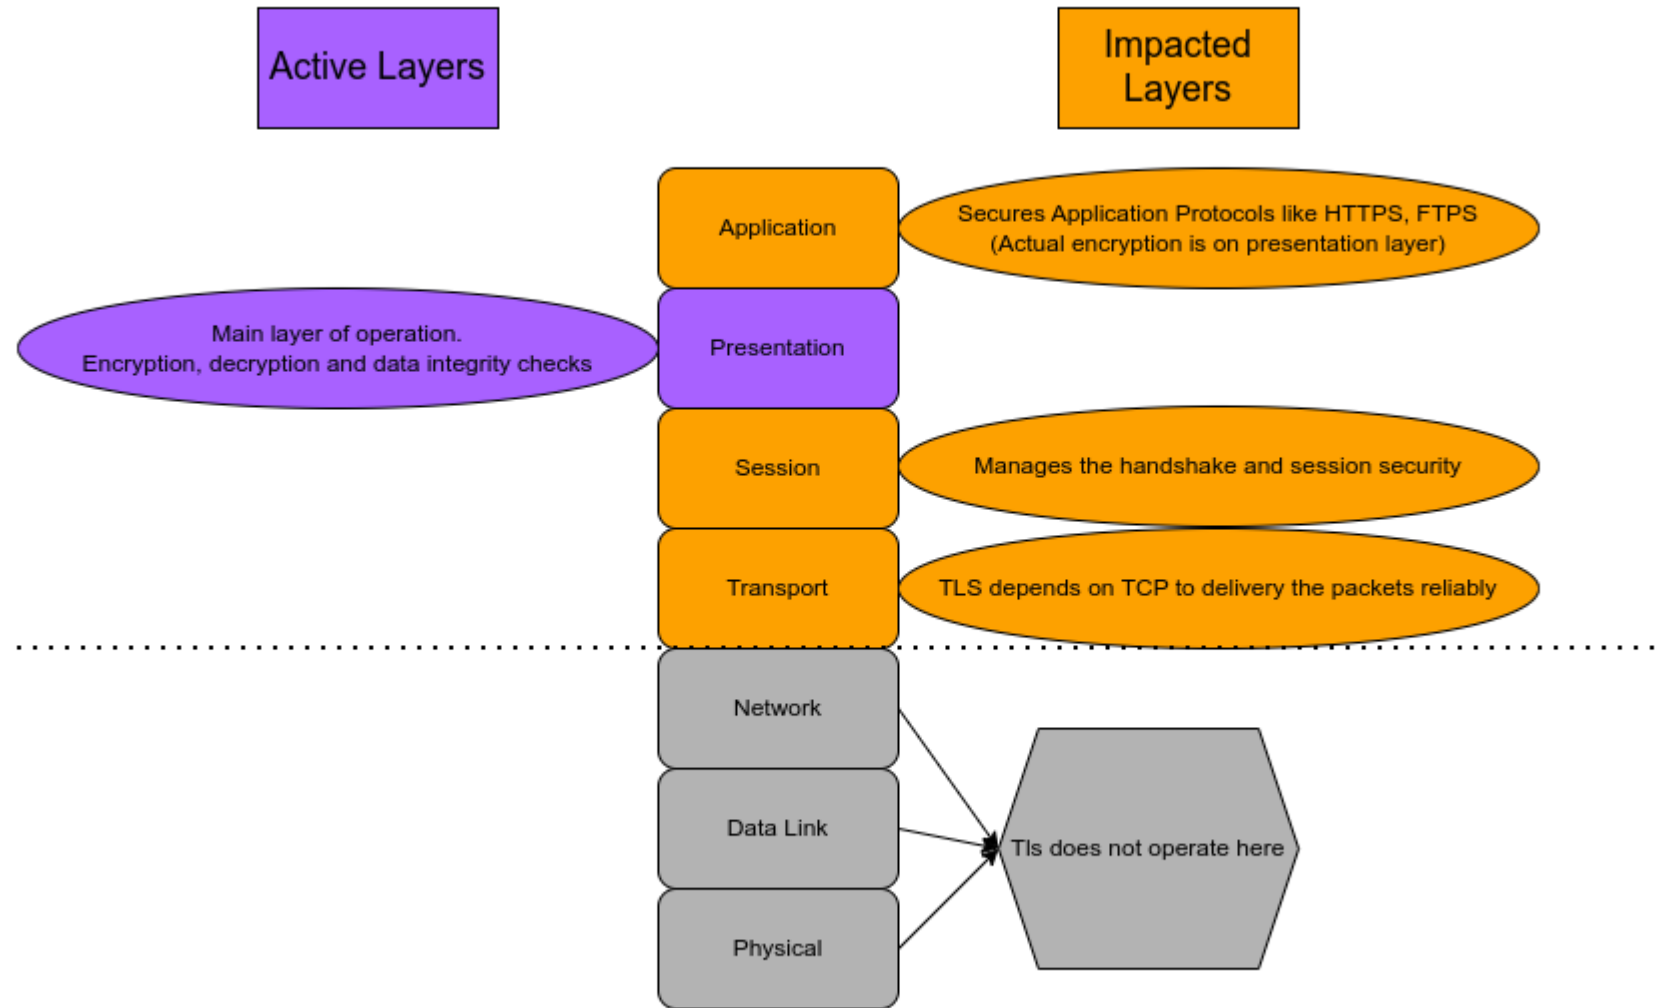 Active Layers
Impacted
Layers
Application
Secures Application Protocols like HTTPS, FTPS
(Actual encryption is on presentation layer)
Main layer of operation.
Encryption, decryption and data integrity checks
Presentation
Session
Manages the handshake and session security
Transport
TLS depends on TCP to delivery the packets reliably
Network
Data Link
Tls does not operate here
Physical